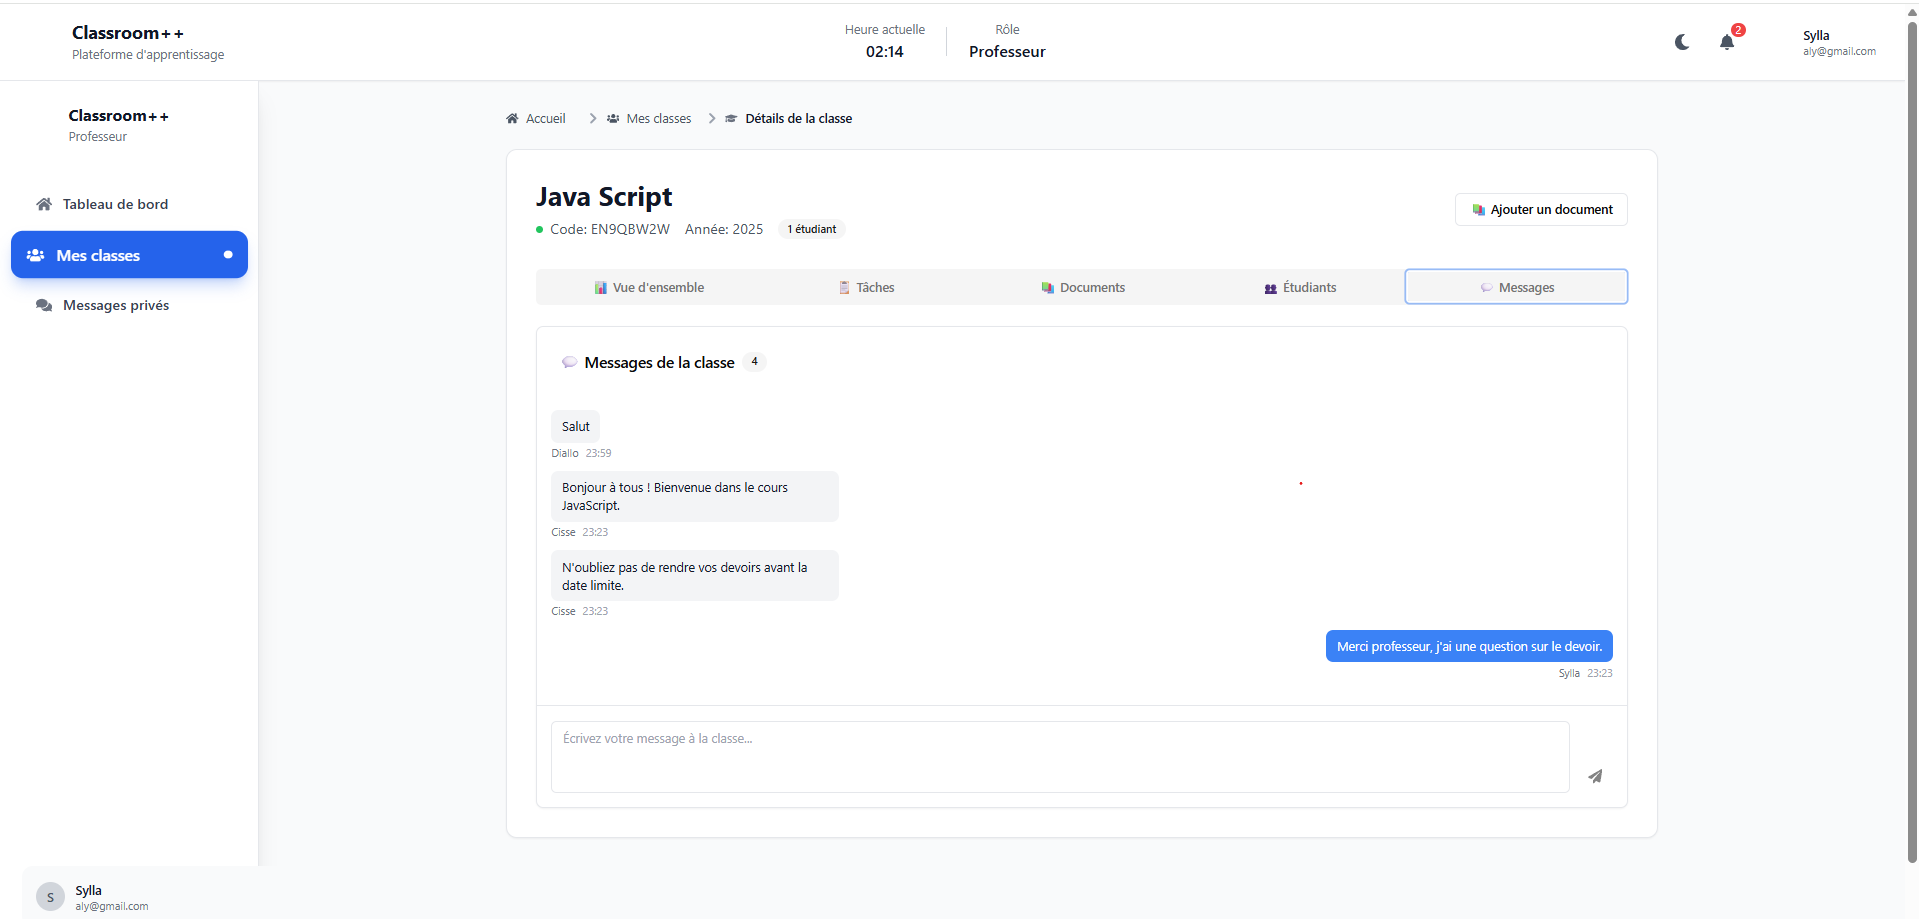 Classroom++
Plateforme d'apprentissage
Heure actuelle
02:14
Rôle
Professeur
2
Sylla
aly@gmail.com
Classroom++
Professeur
Tableau de bord
Mes classes
Messages privés
Accueil > Mes classes > Détails de la classe
Java Script
Code: EN9QBW2W Année: 2025 1 étudiant
Ajouter un document
Vue d'ensemble Tâches Documents Étudiants Messages
Messages de la classe 4
Salut
Diallo 23:59
Bonjour à tous ! Bienvenue dans le cours
JavaScript.
Cisse 23:23
N'oubliez pas de rendre vos devoirs avant la
date limite.
Cisse 23:23
Merci professeur, j'ai une question sur le devoir.
Sylla 23:23
Écrivez votre message à la classe...
S
Sylla
aly@gmail.com